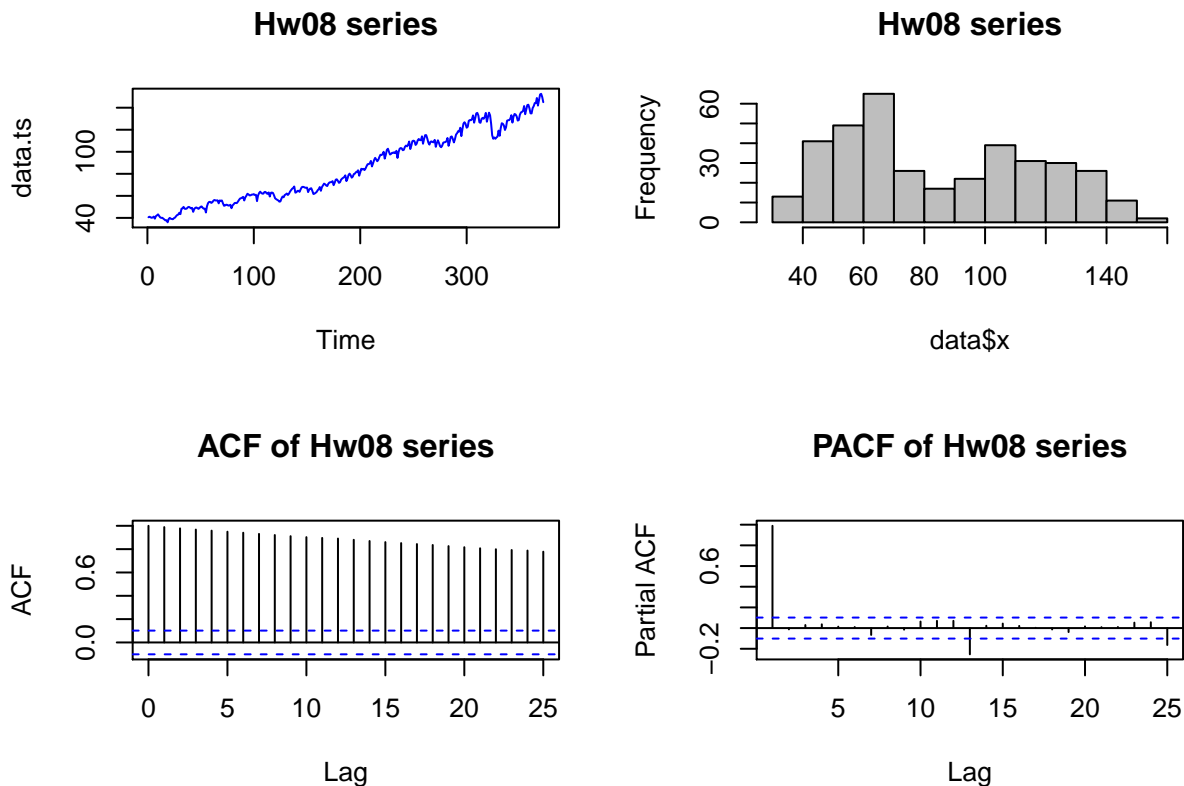 Hw08 series
data.ts
40 100
0 100 200 300
Time
Hw08 series
Frequency
0 30 60
40 60 80 100 140
data$x
ACF of Hw08 series
ACF
0.0 0.6
0 5 10 15 20 25
Lag
PACF of Hw08 series
Partial ACF
−0.2 0.6
5 10 15 20 25
Lag